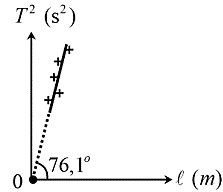 T² (s²)
76,1°
0
ℓ (m)